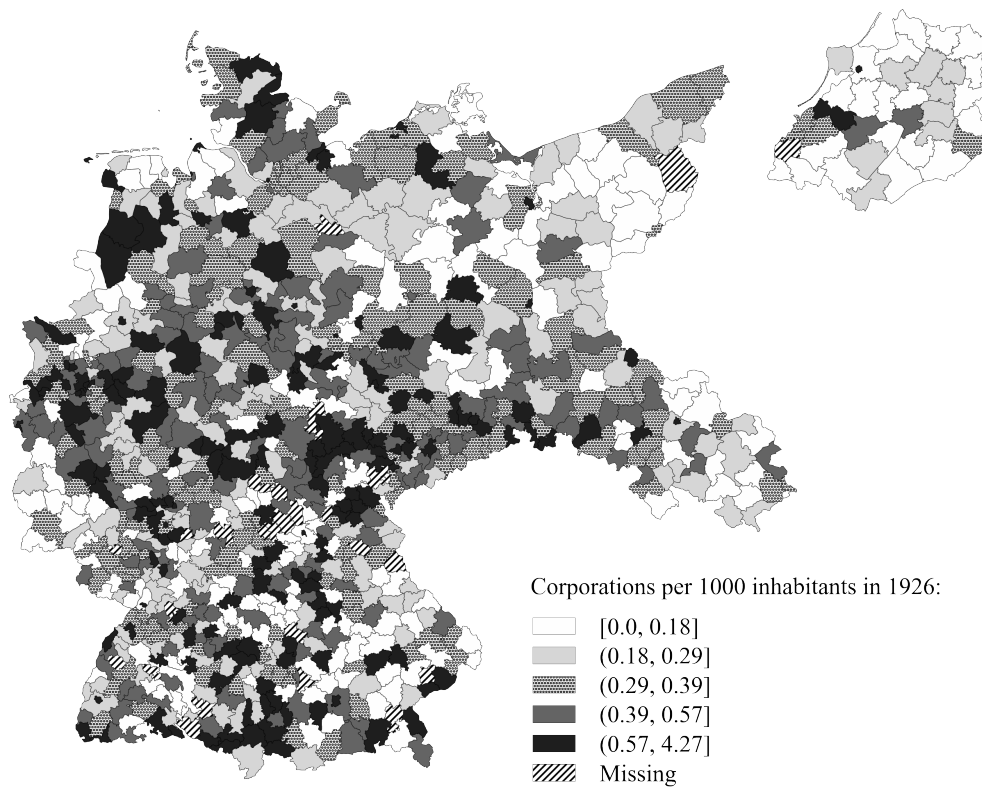 Corporations per 1000 inhabitants in 1926:
[0.0, 0.18]
(0.18, 0.29]
(0.29, 0.39]
(0.39, 0.57]
(0.57, 4.27]
Missing